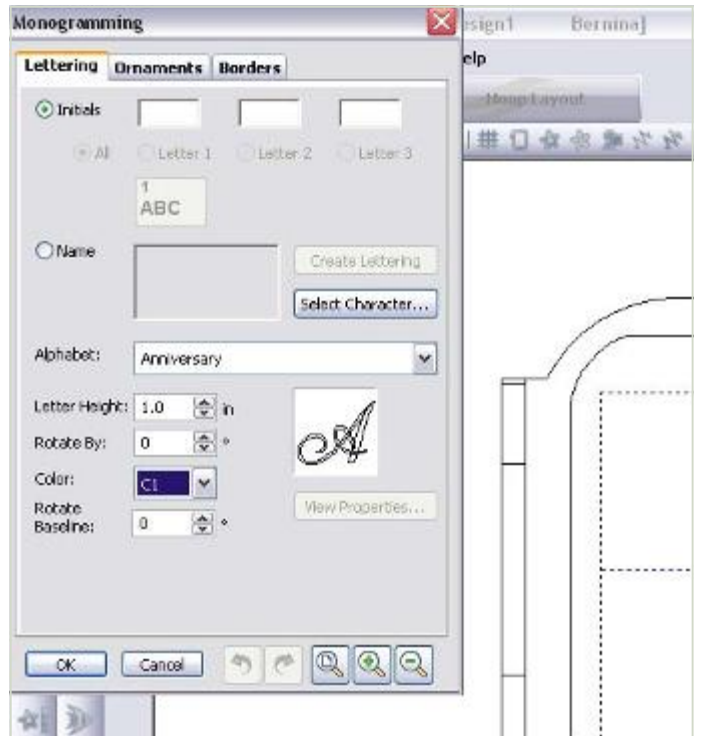 Monogramming
esign1 Bernina]
elp
Lettering Ornaments Borders
Hoop Layout
Initials
All Letter 1 Letter 2 Letter 3
1
ABC
Name
Create Lettering
Select Character...
Alphabet: Anniversary
Letter Height: 1.0 in
Rotate By: 0 °
A
Color: C1
Rotate
Baseline: 0 °
View Properties...
OK Cancel